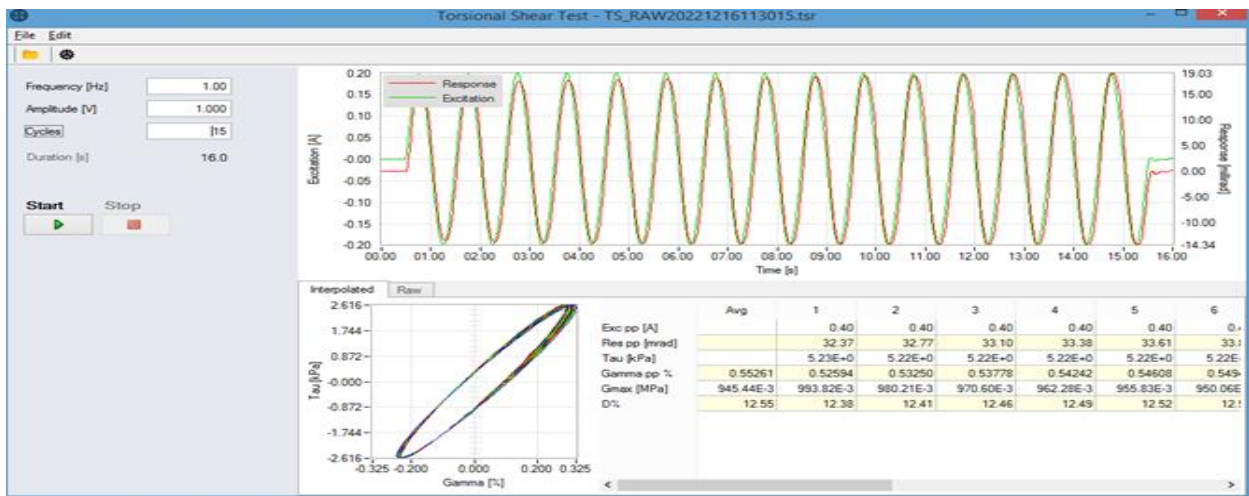 Torsional Shear Test - TS_RAW20221216113015.tsr
File Edit
Frequency [Hz] 1.00
Amplitude [V] 1.000
Cycles 15
Duration [s] 16.0
Start Stop
Response
Excitation
Excitation [A]
0.20
0.15
0.10
0.05
-0.00
-0.05
-0.10
-0.15
-0.20
19.03
15.00
10.00
5.00
0.00
-5.00
-10.00
-14.34
Response [mrad]
00.00 01.00 02.00 03.00 04.00 05.00 06.00 07.00 08.00 09.00 10.00 11.00 12.00 13.00 14.00 15.00 16.00
Time [s]
Interpolated Raw
Tau [kPa]
2.616
1.744
0.872
-0.000
-0.872
-1.744
-2.616
-0.325 -0.200 0.000 0.200 0.325
Gamma [%]
Avg 1 2 3 4 5 6
Exc pp [A] 0.40 0.40 0.40 0.40 0.40
Res pp [mrad] 32.37 32.77 33.10 33.38 33.61
Tau [kPa] 5.23E+0 5.22E+0 5.22E+0 5.22E+0 5.22E+0 5.22E-
Gamma pp % 0.55261 0.52594 0.53250 0.53778 0.54242 0.54608
Gmax [MPa] 945.44E-3 993.82E-3 980.21E-3 970.60E-3 962.28E-3 955.83E-3 950.06E
D% 12.55 12.38 12.41 12.46 12.49 12.52